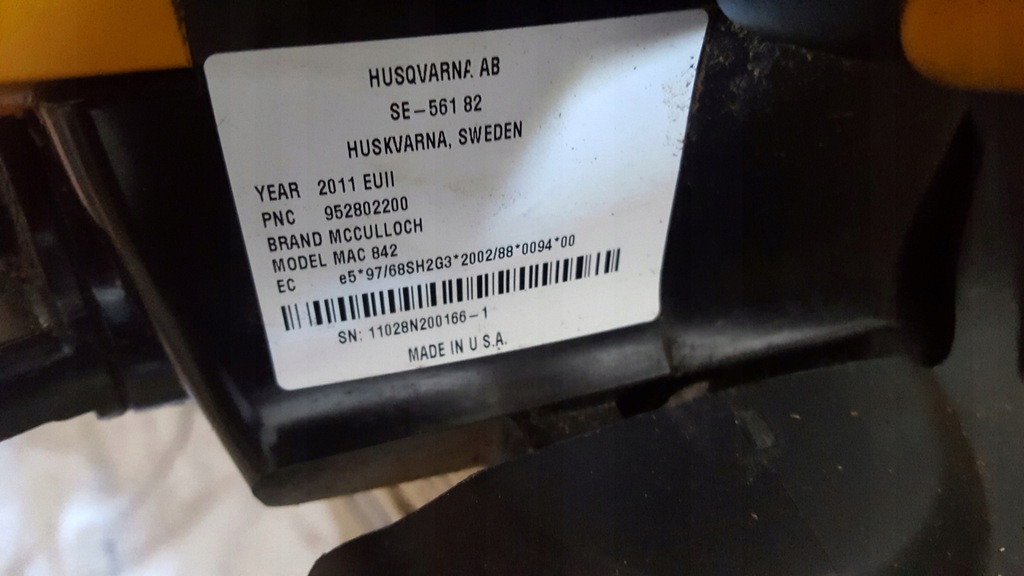 HUSQVARNA AB
SE-561 82
HUSKVARNA, SWEDEN
YEAR 2011 EUII
PNC 952802200
BRAND MCCULLOCH
MODEL MAC 842
EC e5*97/68SH2G3*2002/88*0094*00
SN: 11028N200166-1
MADE IN U.S.A.